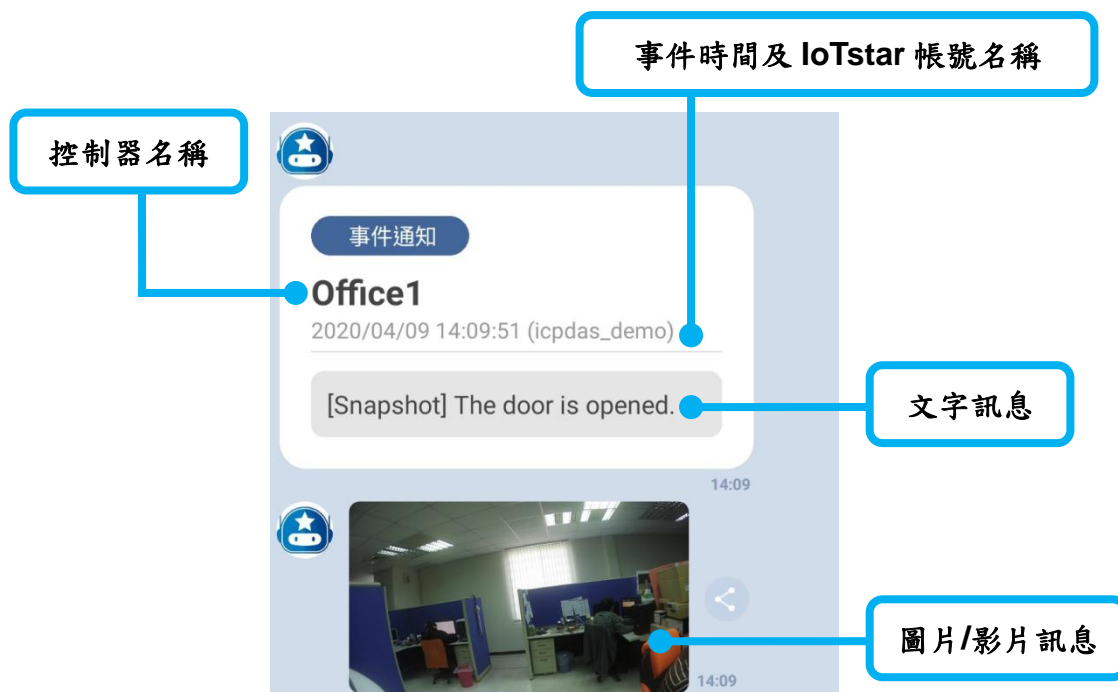 事件時間及 IoTstar 帳號名稱
控制器名稱
事件通知
Office1
2020/04/09 14:09:51 (icpdas_demo)
[Snapshot] The door is opened.
文字訊息
14:09
圖片/影片訊息
14:09